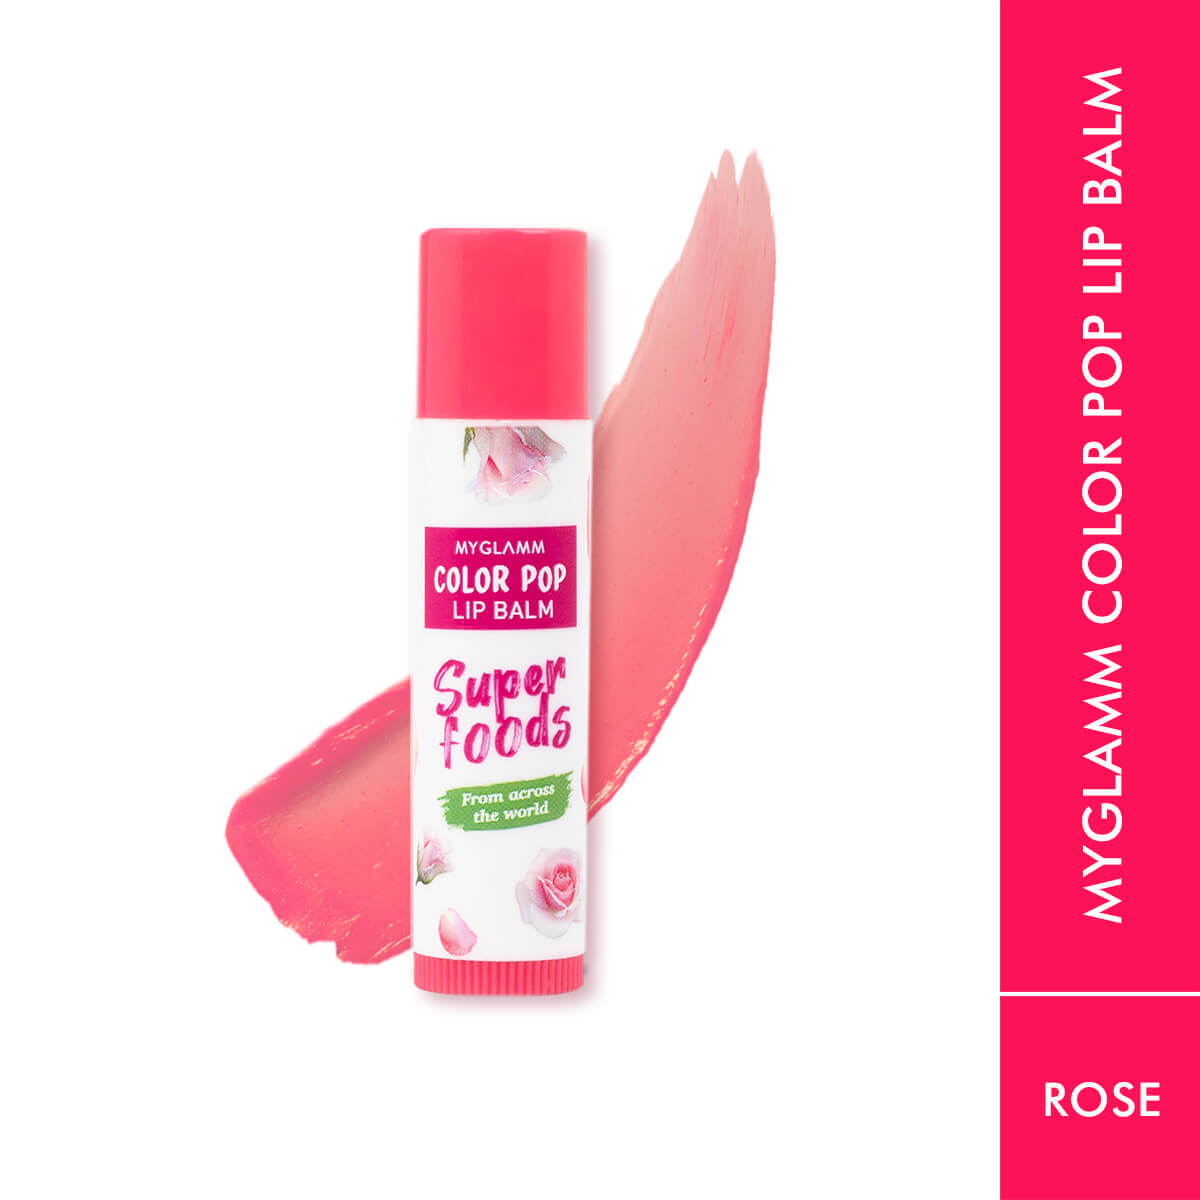 MYGLAMM
COLOR POP
LIP BALM
Super
foods
From across
the world
MYGLAMM COLOR POP LIP BALM
ROSE